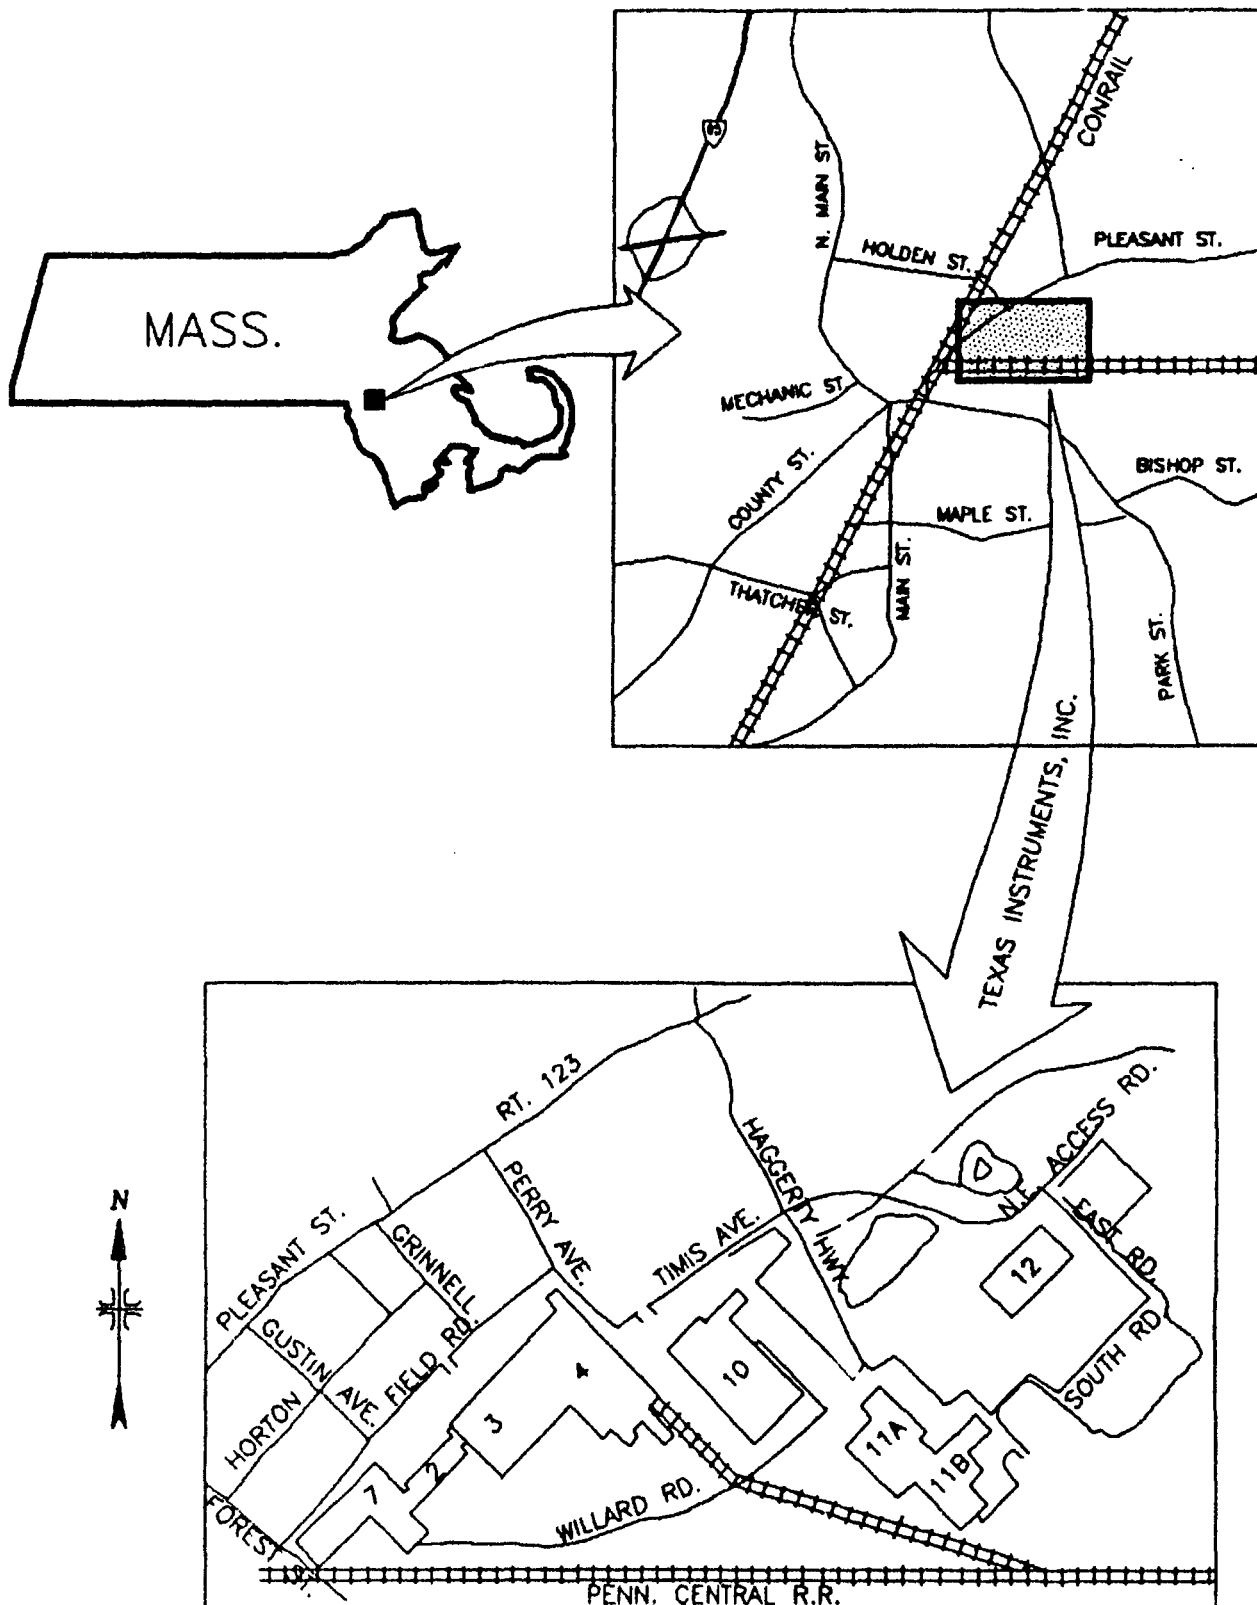 MASS.
95
CONRAIL
N. MAIN ST.
HOLDEN ST.
PLEASANT ST.
MECHANIC ST.
COUNTY ST.
BISHOP ST.
MAPLE ST.
THATCHER ST.
MAIN ST.
PARK ST.
TEXAS INSTRUMENTS, INC.
RT. 123
PLEASANT ST.
PERRY AVE.
HAGGERTY HWY.
N.E. ACCESS RD.
EAST RD.
TIMIS AVE.
GRINNELL
GUSTIN AVE.
FIELD RD.
HORTON
FOREST ST.
SOUTH RD
WILLARD RD.
12
10
4
3
2
7
11A
11B
N
PENN. CENTRAL R.R.